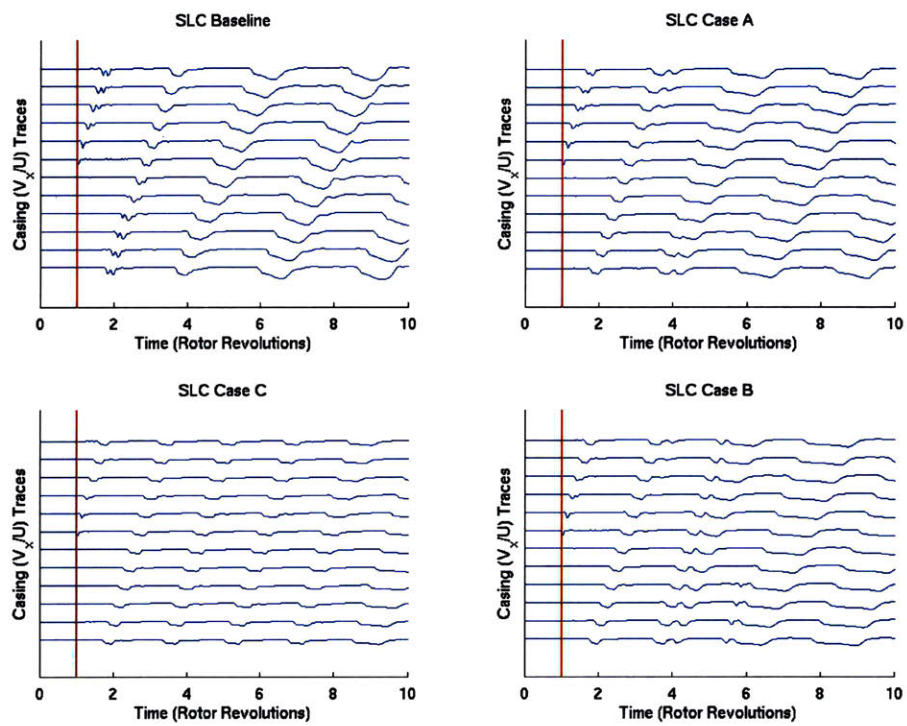 SLC Baseline
Casing (Vx/U) Traces
0 2 4 6 8 10
Time (Rotor Revolutions)
SLC Case A
Casing (Vx/U) Traces
0 2 4 6 8 10
Time (Rotor Revolutions)
SLC Case C
Casing (Vx/U) Traces
0 2 4 6 8 10
Time (Rotor Revolutions)
SLC Case B
Casing (Vx/U) Traces
0 2 4 6 8 10
Time (Rotor Revolutions)